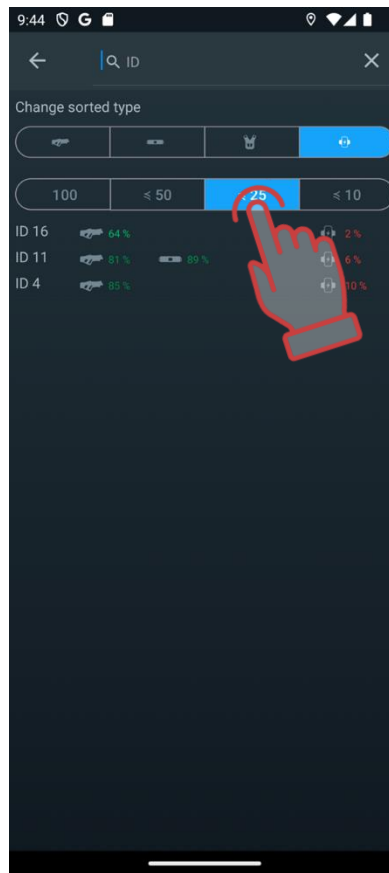 9:44 G
ID
Change sorted type
100 ≤ 50 25 ≤ 10
ID 16 64 % 2 %
ID 11 81 % 89 % 6 %
ID 4 85 % 10 %